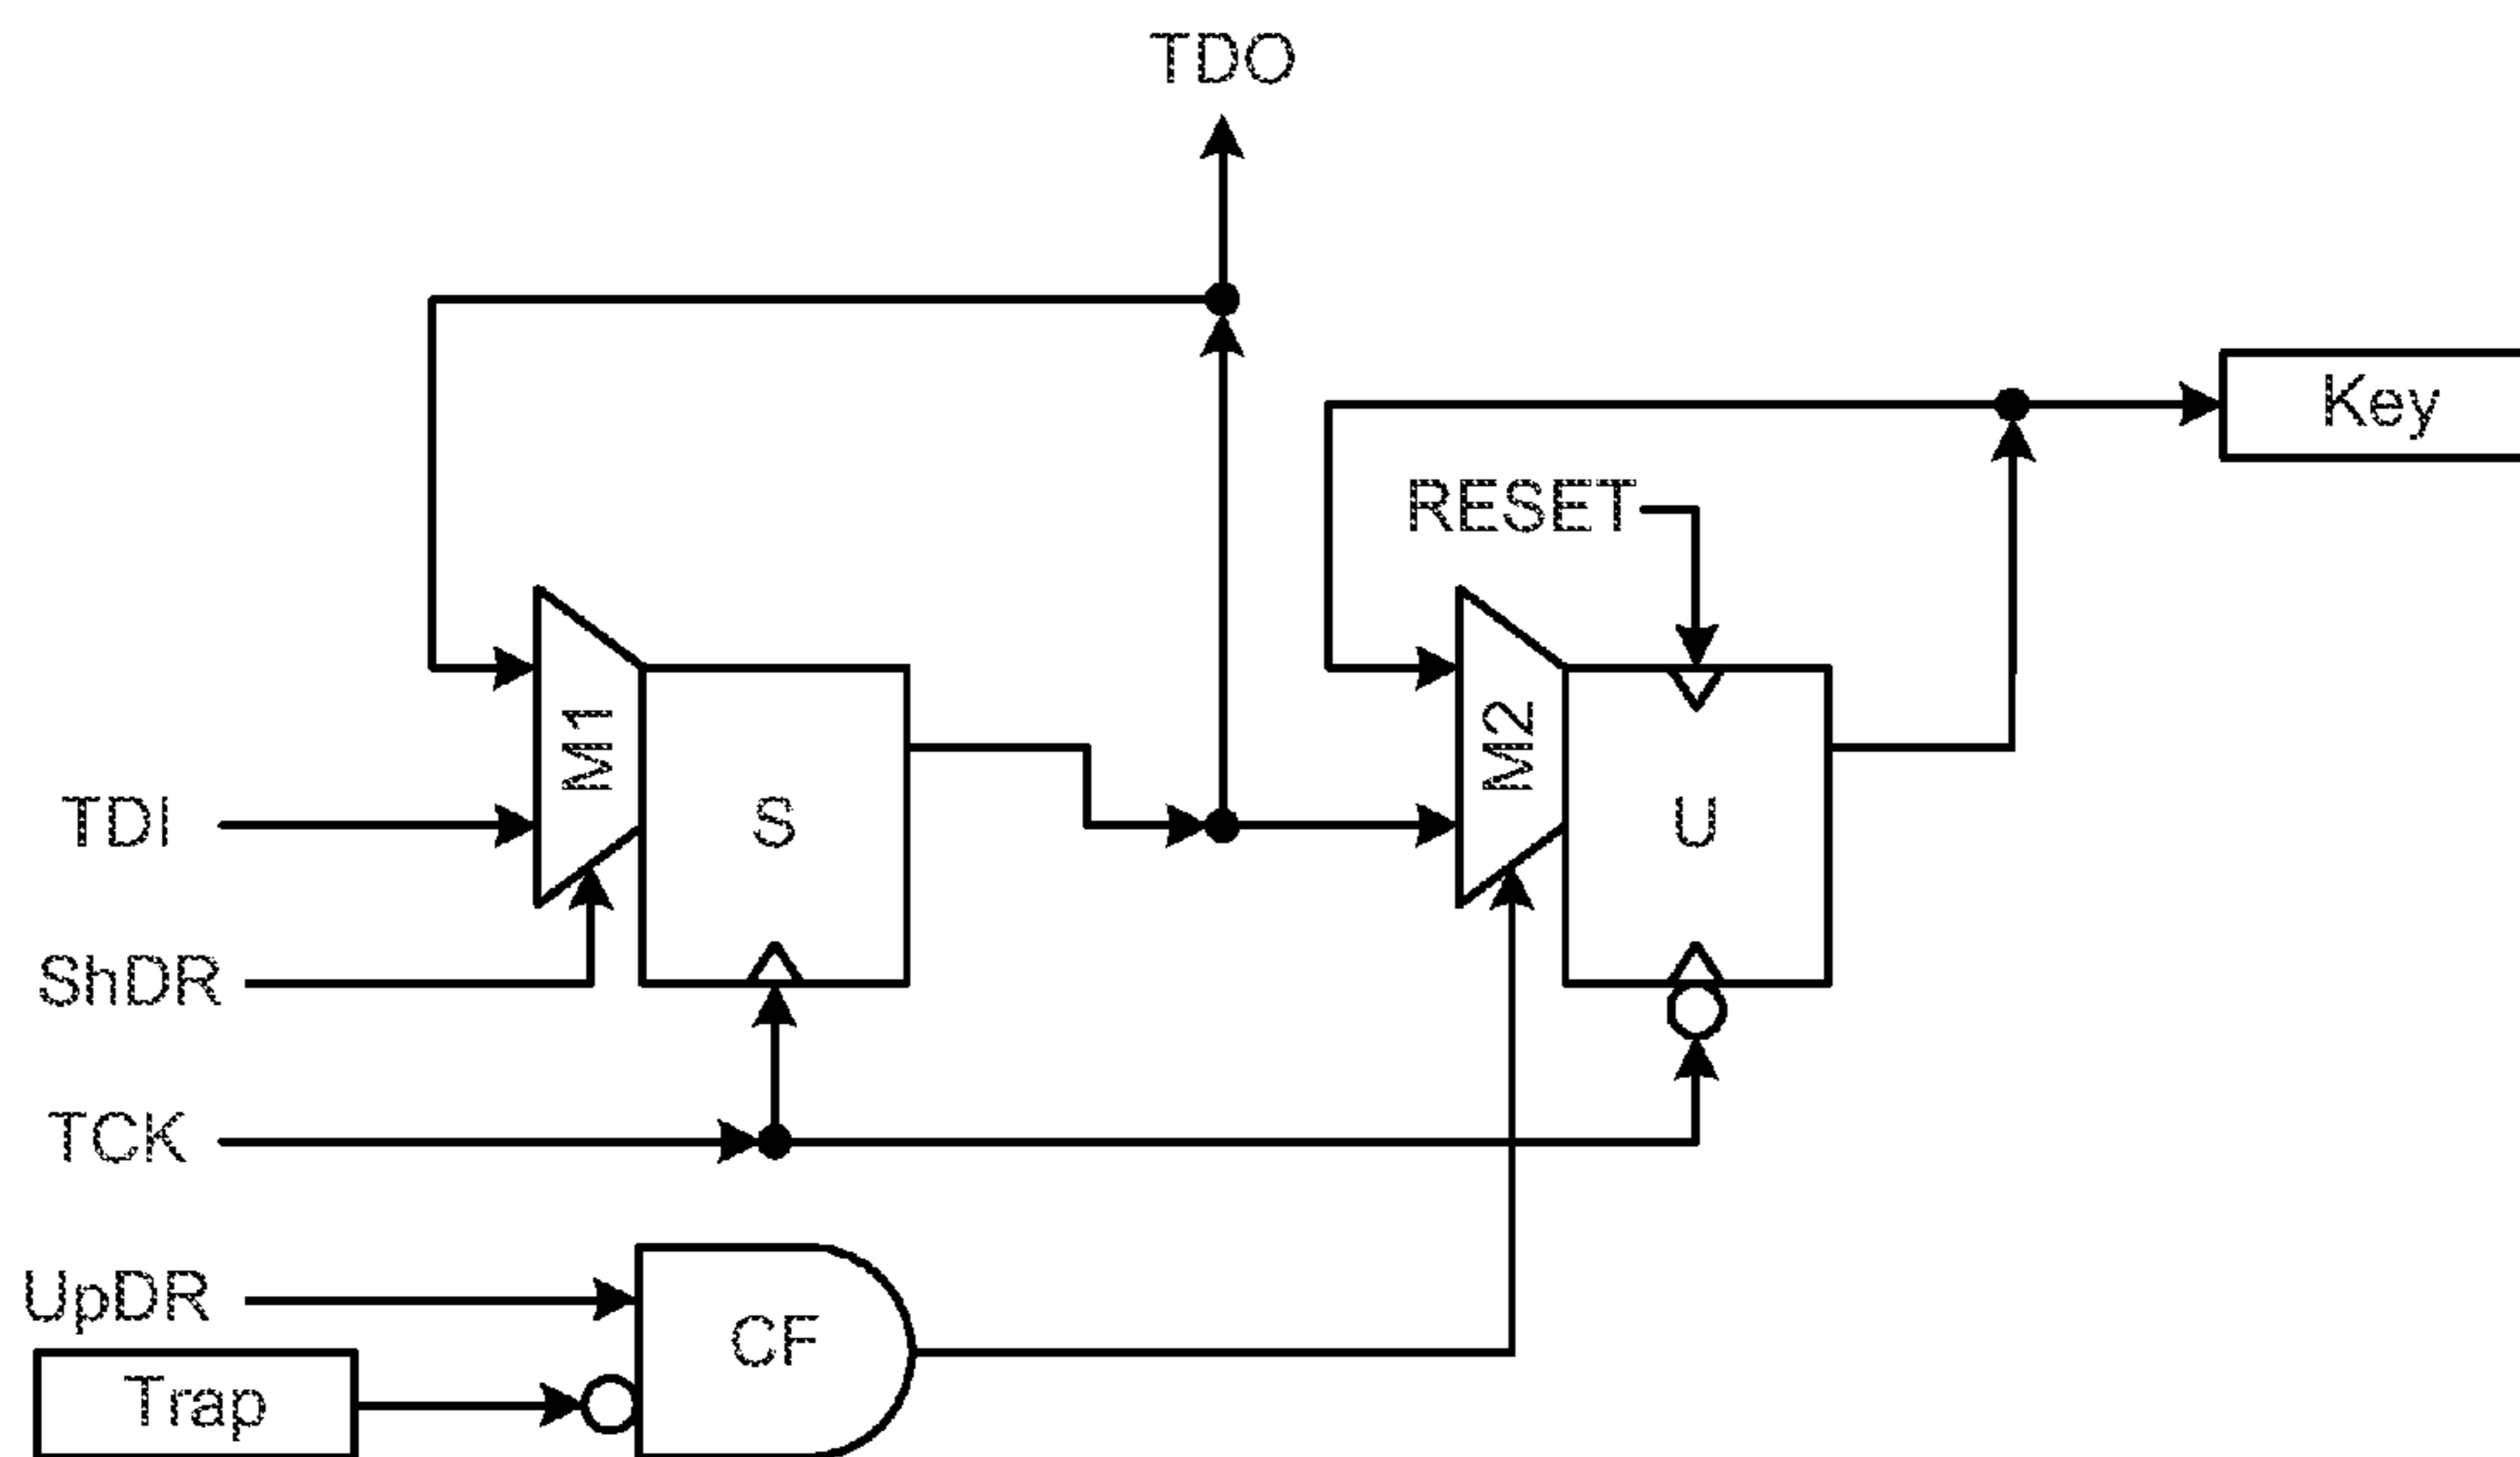 TDO
Key
RESET
M1
M2
TDI
S
U
ShDR
TCK
UpDR
CF
Trap